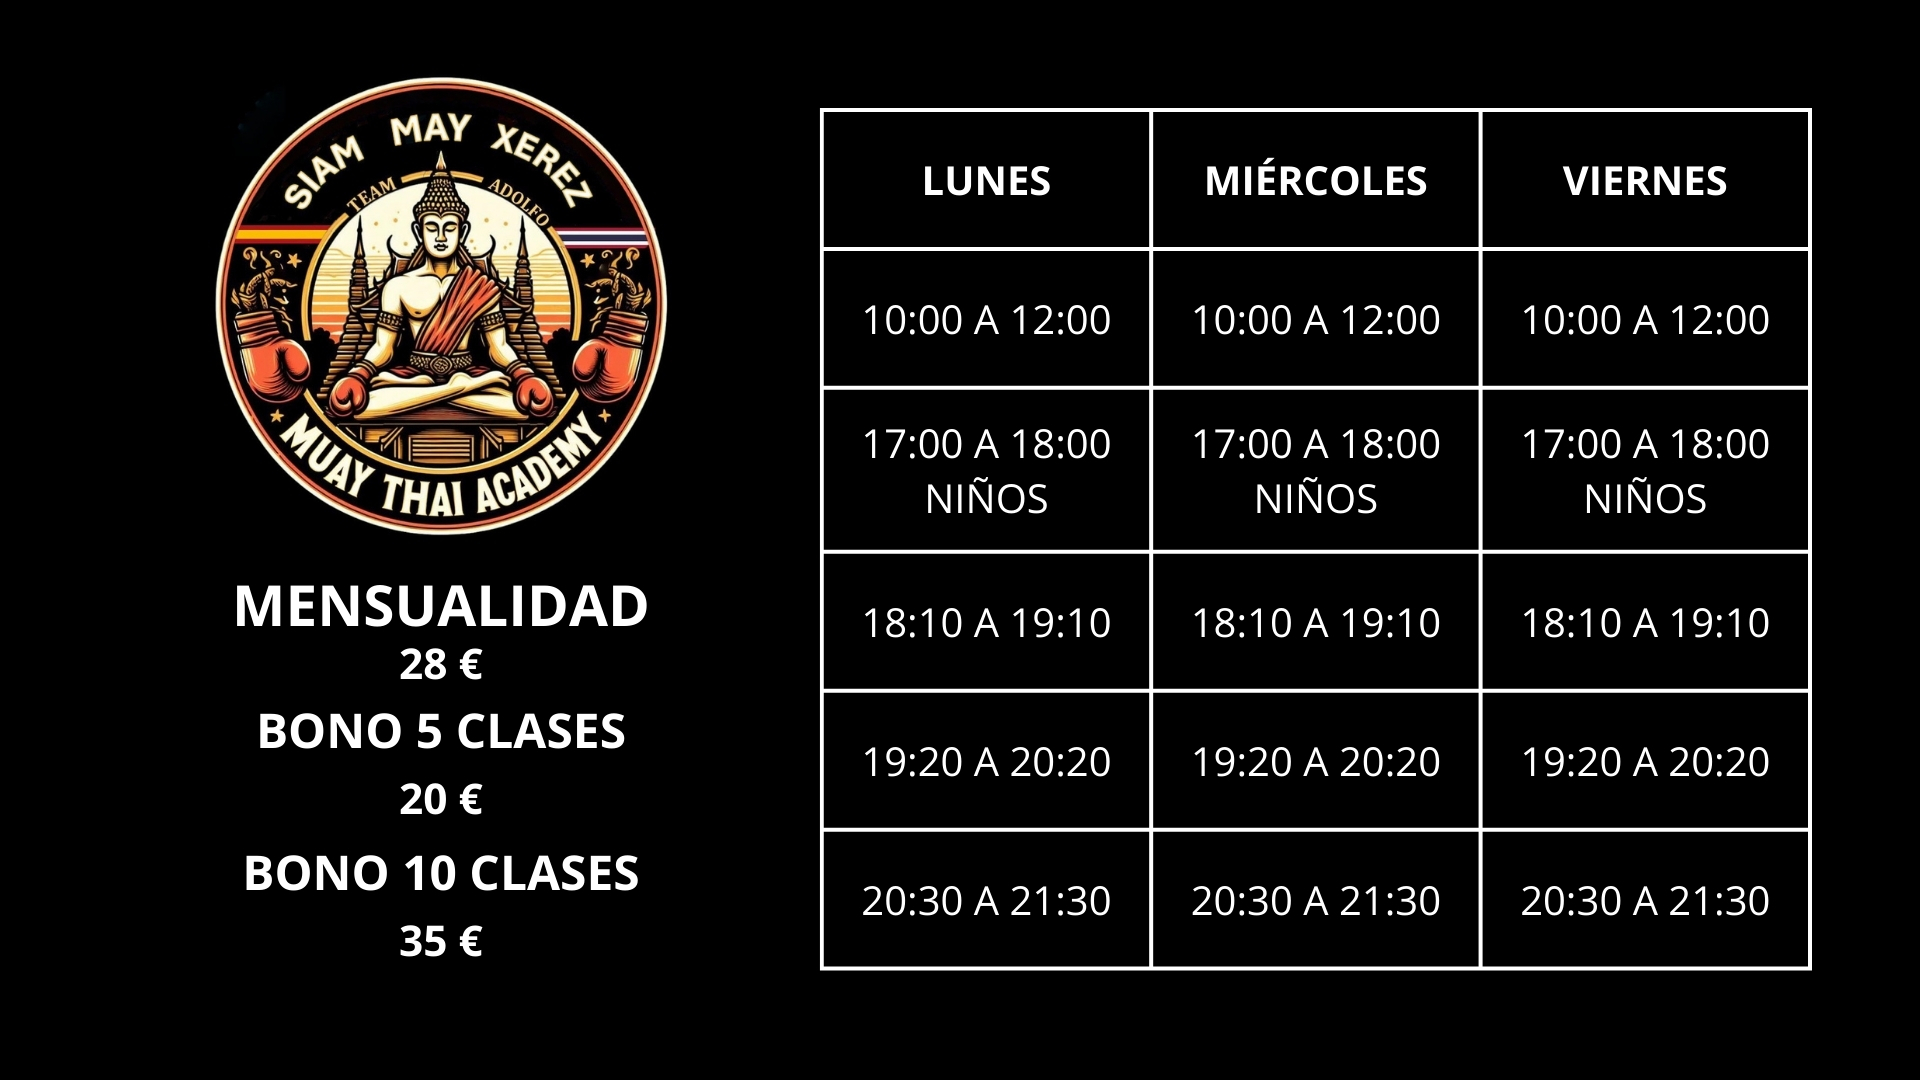 SIAM MAY XEREZ
TEAM ADOLFO
MUAY THAI ACADEMY
MENSUALIDAD
28 €
BONO 5 CLASES
20 €
BONO 10 CLASES
35 €
LUNES MIÉRCOLES VIERNES
10:00 A 12:00 10:00 A 12:00 10:00 A 12:00
17:00 A 18:00 17:00 A 18:00 17:00 A 18:00
NIÑOS NIÑOS NIÑOS
18:10 A 19:10 18:10 A 19:10 18:10 A 19:10
19:20 A 20:20 19:20 A 20:20 19:20 A 20:20
20:30 A 21:30 20:30 A 21:30 20:30 A 21:30